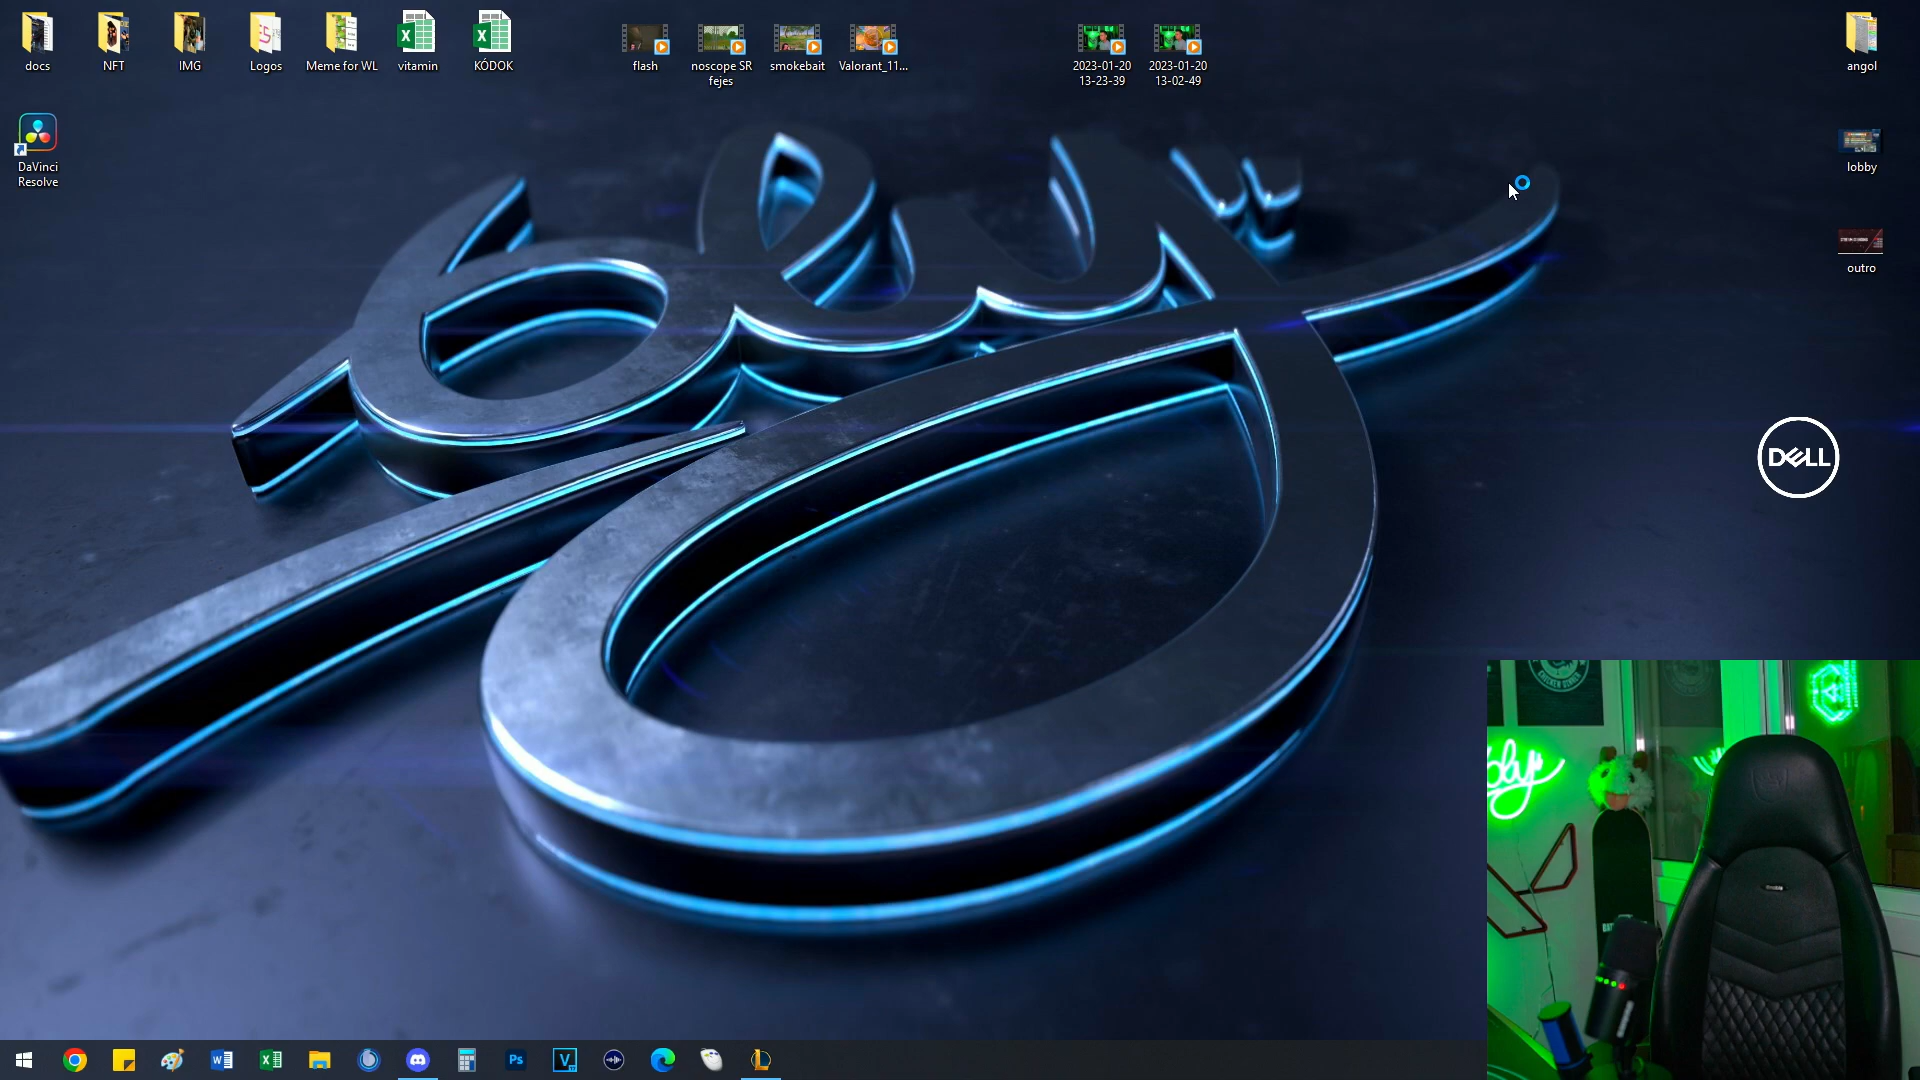 docs
NFT
IMG
Logos
Meme for WL
vitamin
KÓDOK
flash
noscope SR
fejes
smokebait
Valorant_11...
2023-01-20
13-23-39
2023-01-20
13-02-49
angol
DaVinci
Resolve
lobby
outro
DELL
Ps